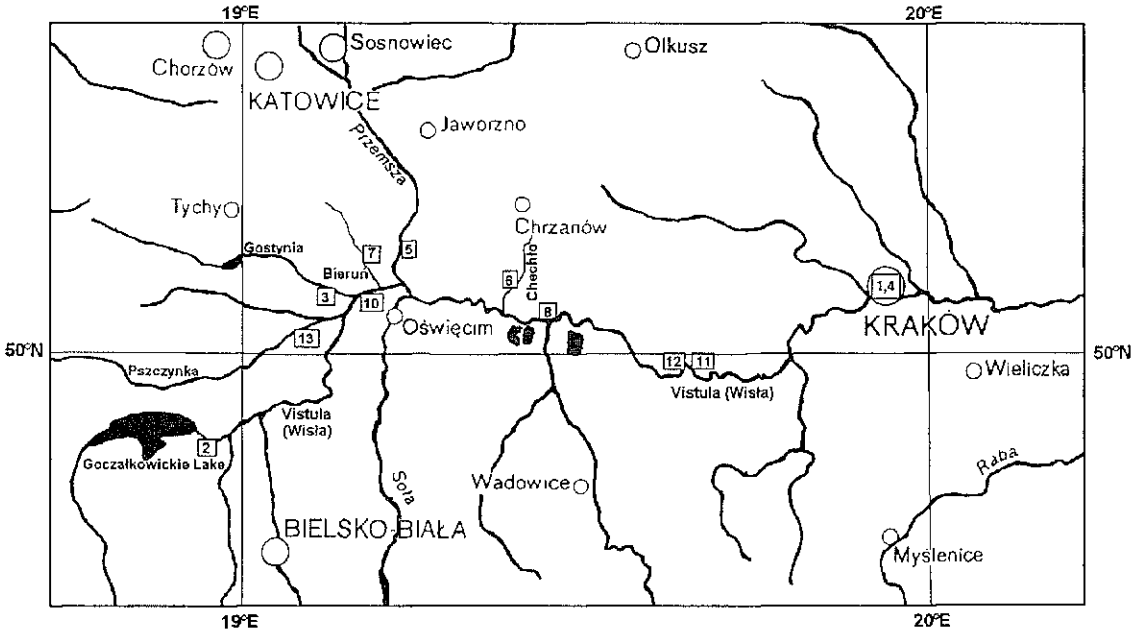 19°E
20°E
Sosnowiec
Olkusz
Chorzów
KATOWICE
Jaworzno
Przemsza
Tychy
Chrzanów
Gostynia
7
5
Bieruń
6
Chechło
3
10
1,4
8
Oświęcim
KRAKÓW
13
50°N
50°N
12
11
Pszczynka
Vistula (Wisła)
Wieliczka
Vistula
(Wisła)
2
Goczałkowickie Lake
Soła
Wadowice
Raba
BIELSKO-BIAŁA
Myślenice
19°E
20°E